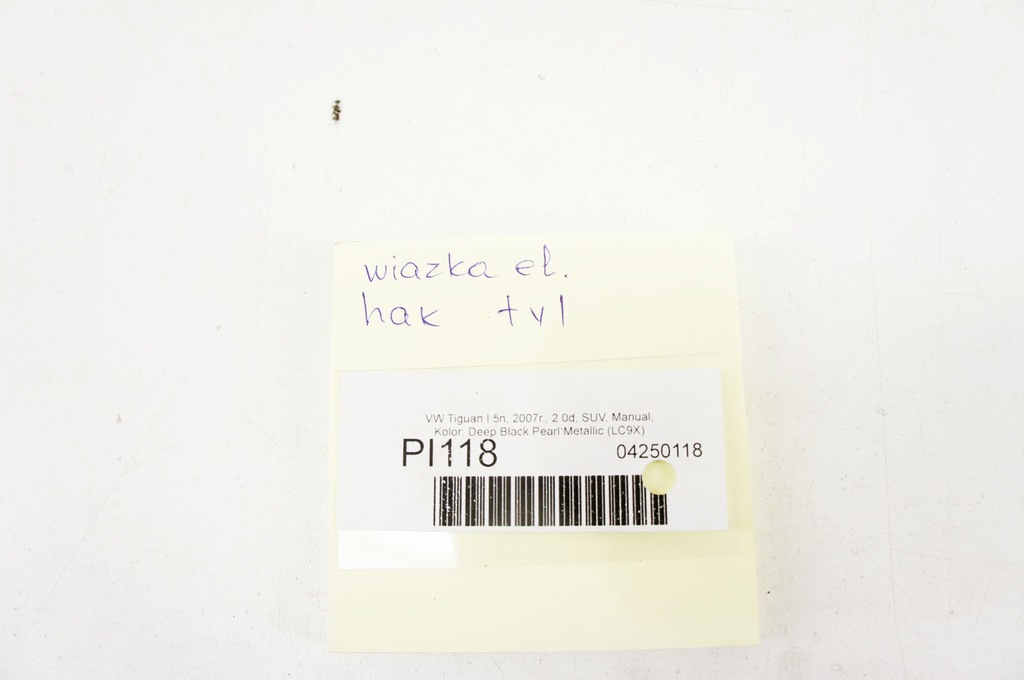 wiazka el.
hak tyl
VW Tiguan I 5n, 2007r., 2.0d, SUV, Manual,
Kolor: Deep Black Pearl Metallic (LC9X)
PI118 04250118